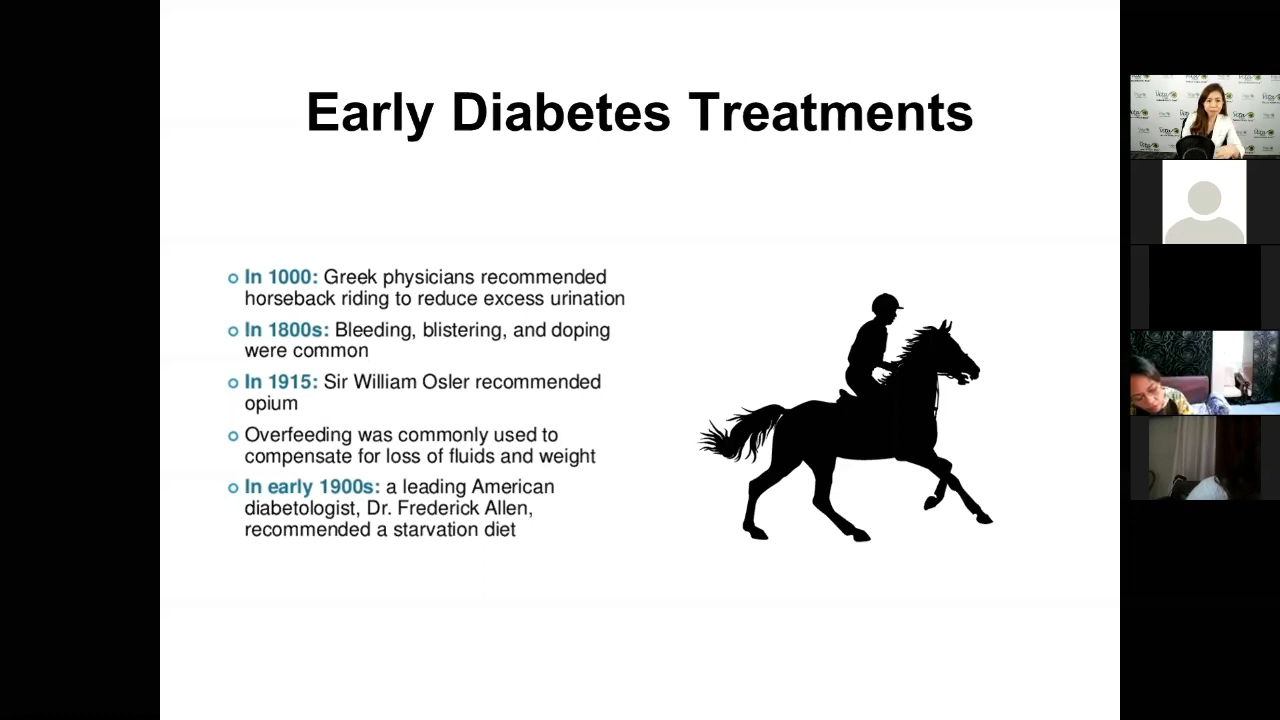 Early Diabetes Treatments
In 1000: Greek physicians recommended
horseback riding to reduce excess urination
In 1800s: Bleeding, blistering, and doping
were common
In 1915: Sir William Osler recommended
opium
Overfeeding was commonly used to
compensate for loss of fluids and weight
In early 1900s: a leading American
diabetologist, Dr. Frederick Allen,
recommended a starvation diet